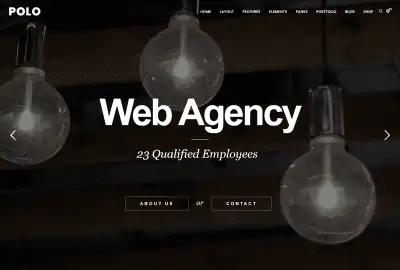 POLO
HOME LAYOUT FEATURES ELEMENTS PAGES PORTFOLIO BLOG SHOP
Web Agency
23 Qualified Employees
ABOUT US or CONTACT